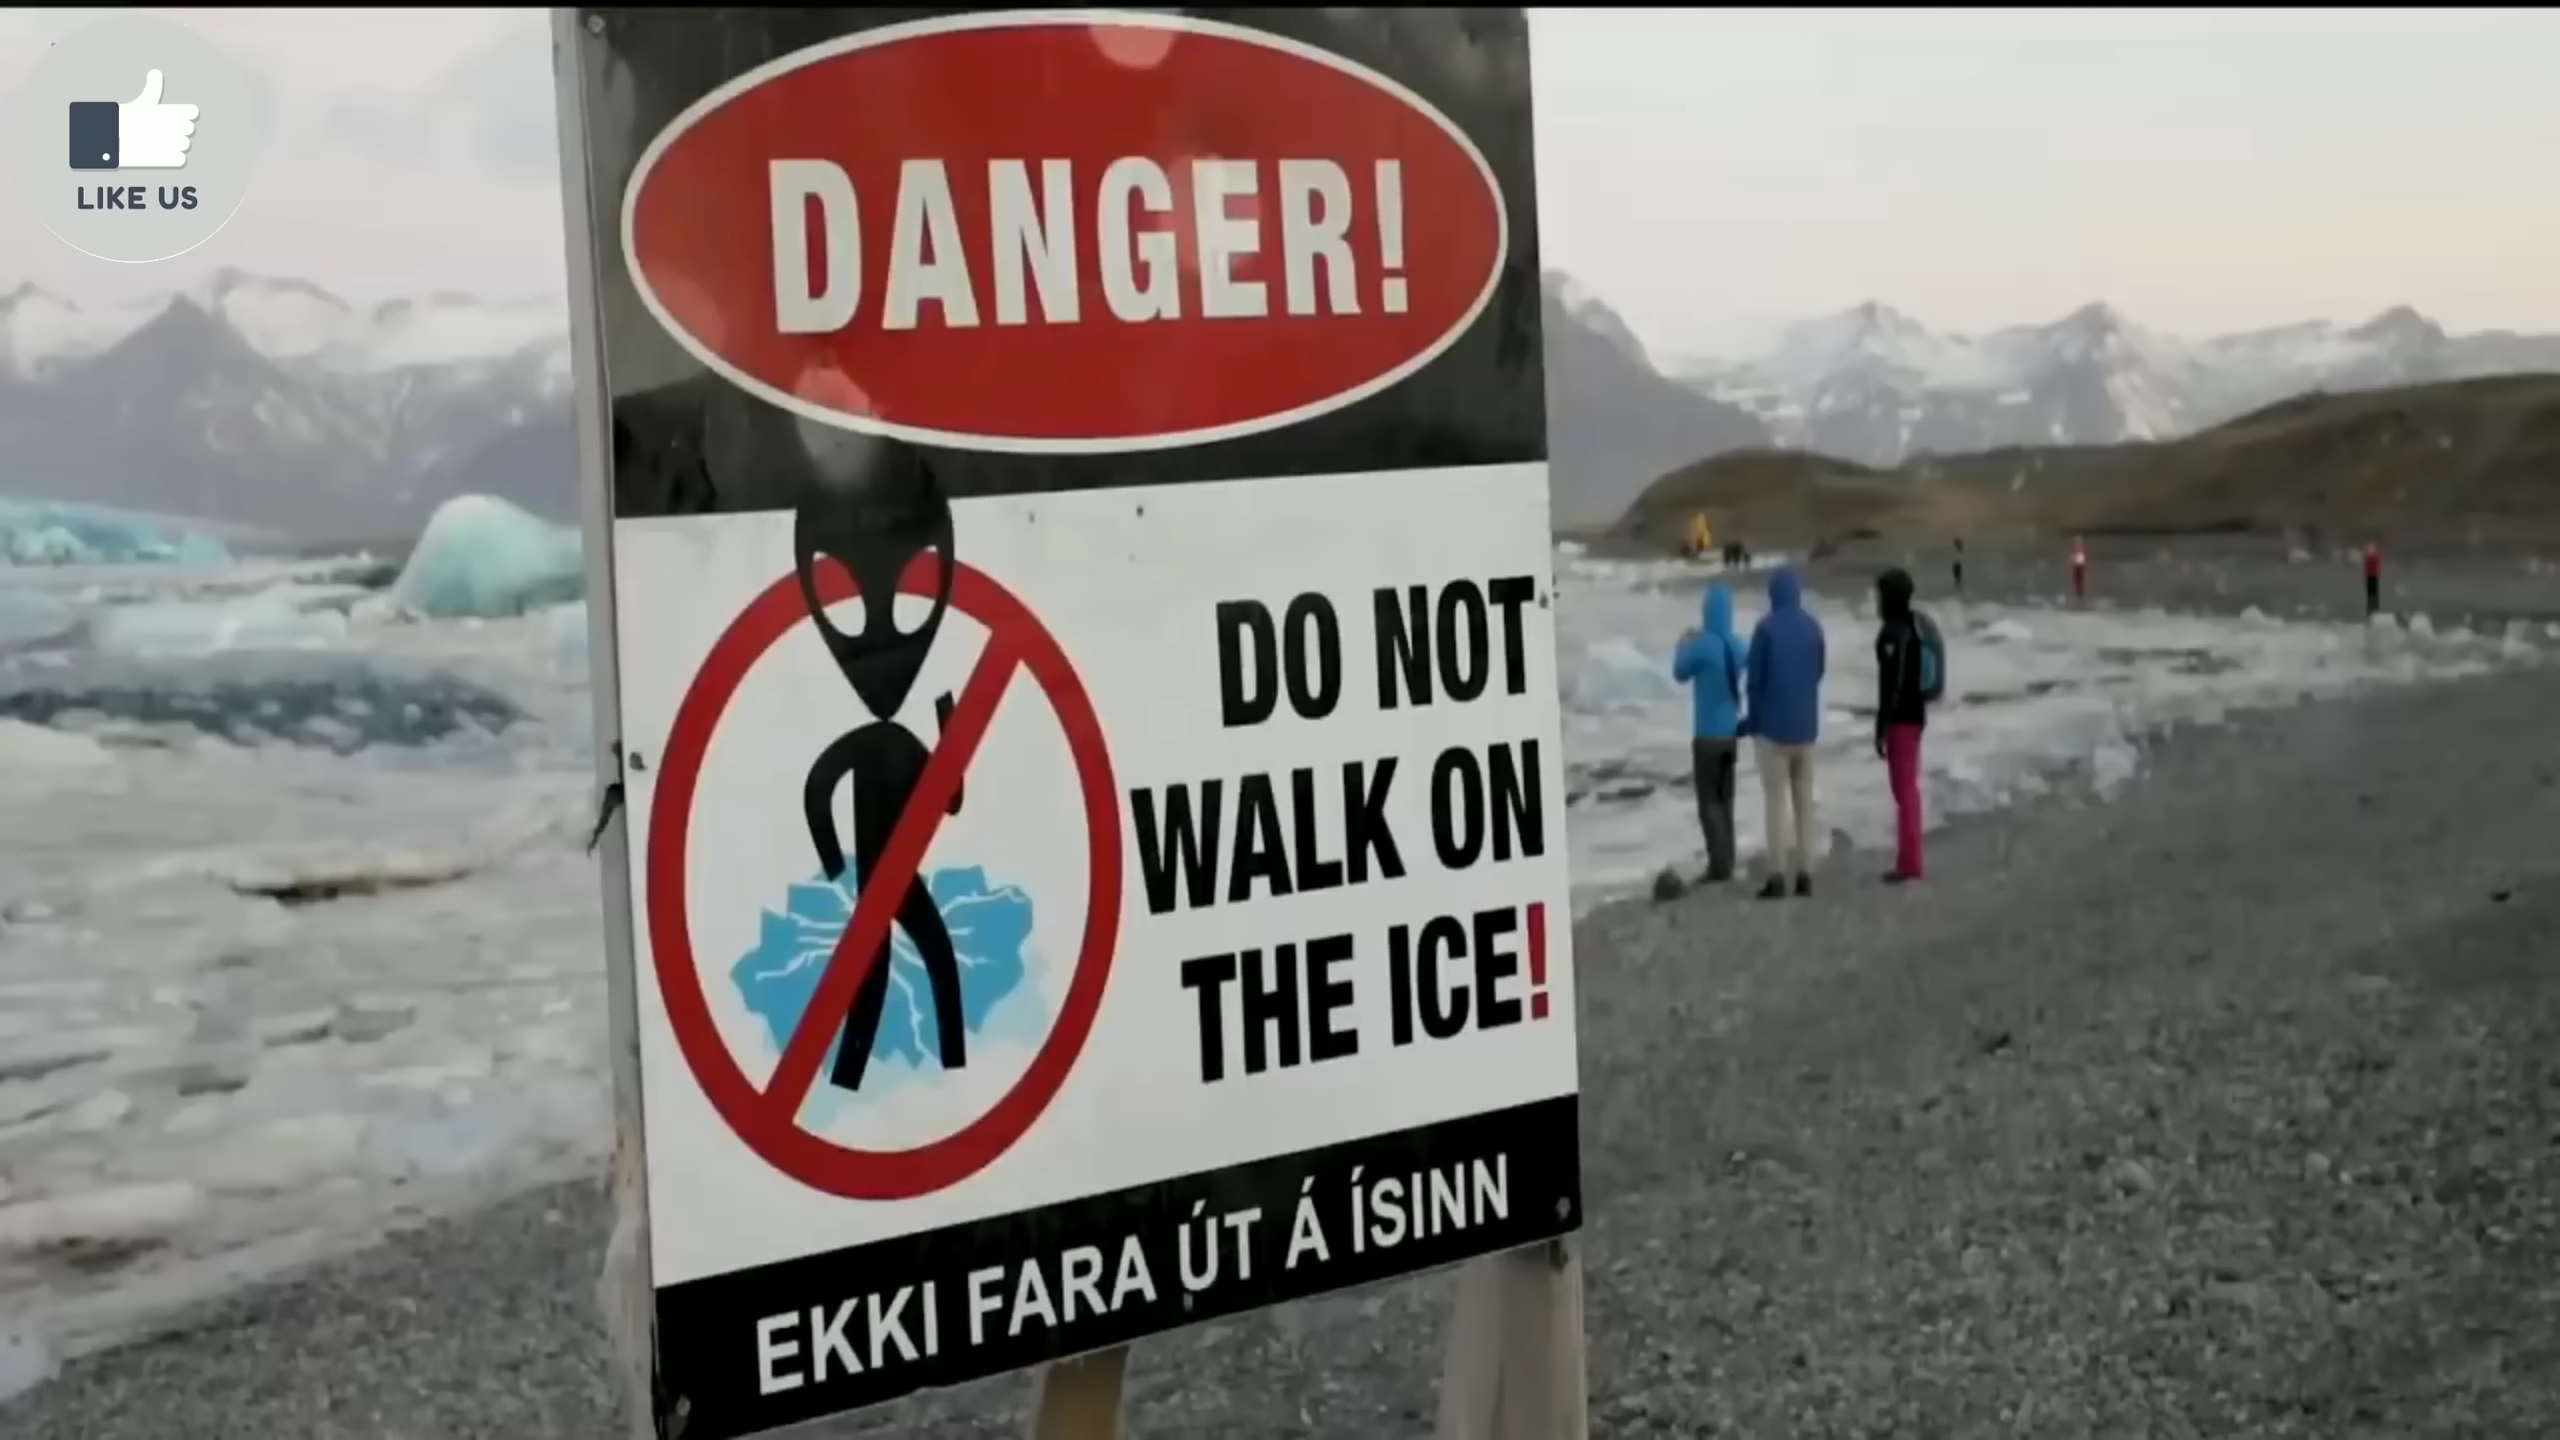 LIKE US
DANGER!
DO NOT
WALK ON
THE ICE!
EKKI FARA ÚT Á ÍSINN